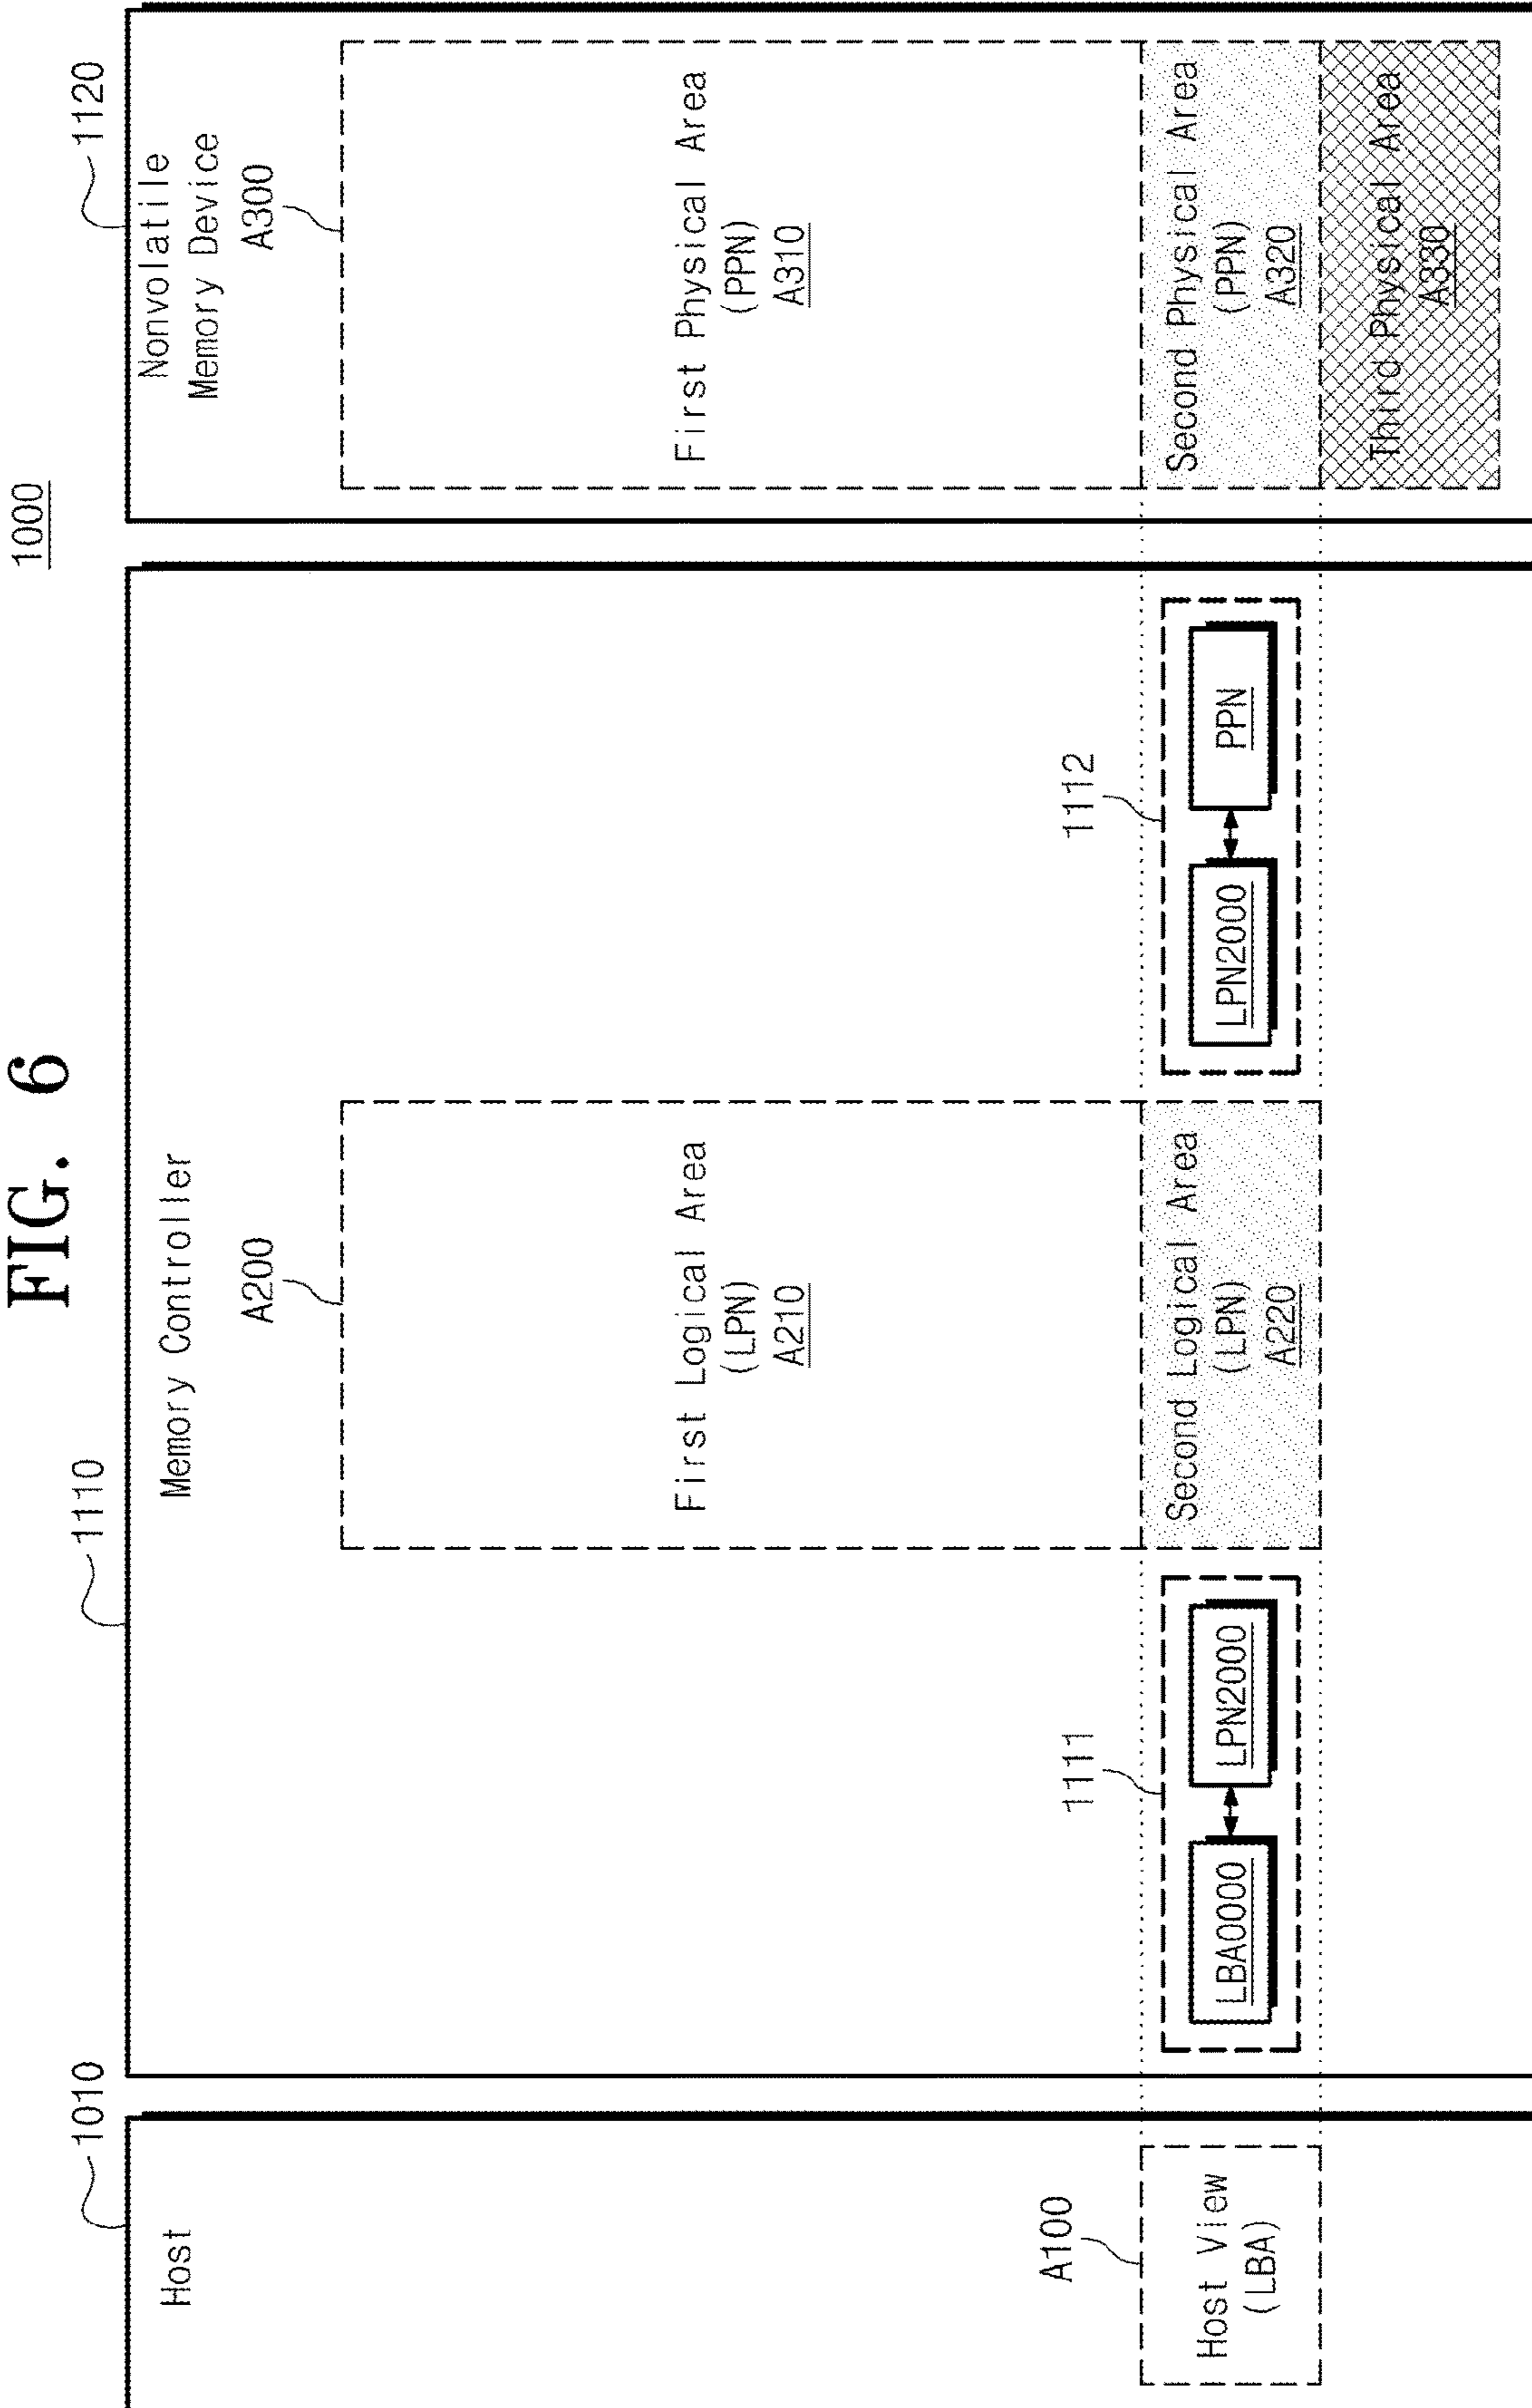 FIG. 6
1000
1010
Host
A100
Host View
(LBA)
1110
Memory Controller
A200
First Logical Area
(LPN)
A210
Second Logical Area
(LPN)
A220
1111
LBA0000
LPN2000
1112
LPN2000
PPN
1120
Nonvolatile
Memory Device
A300
First Physical Area
(PPN)
A310
Second Physical Area
(PPN)
A320
Third Physical Area
A330